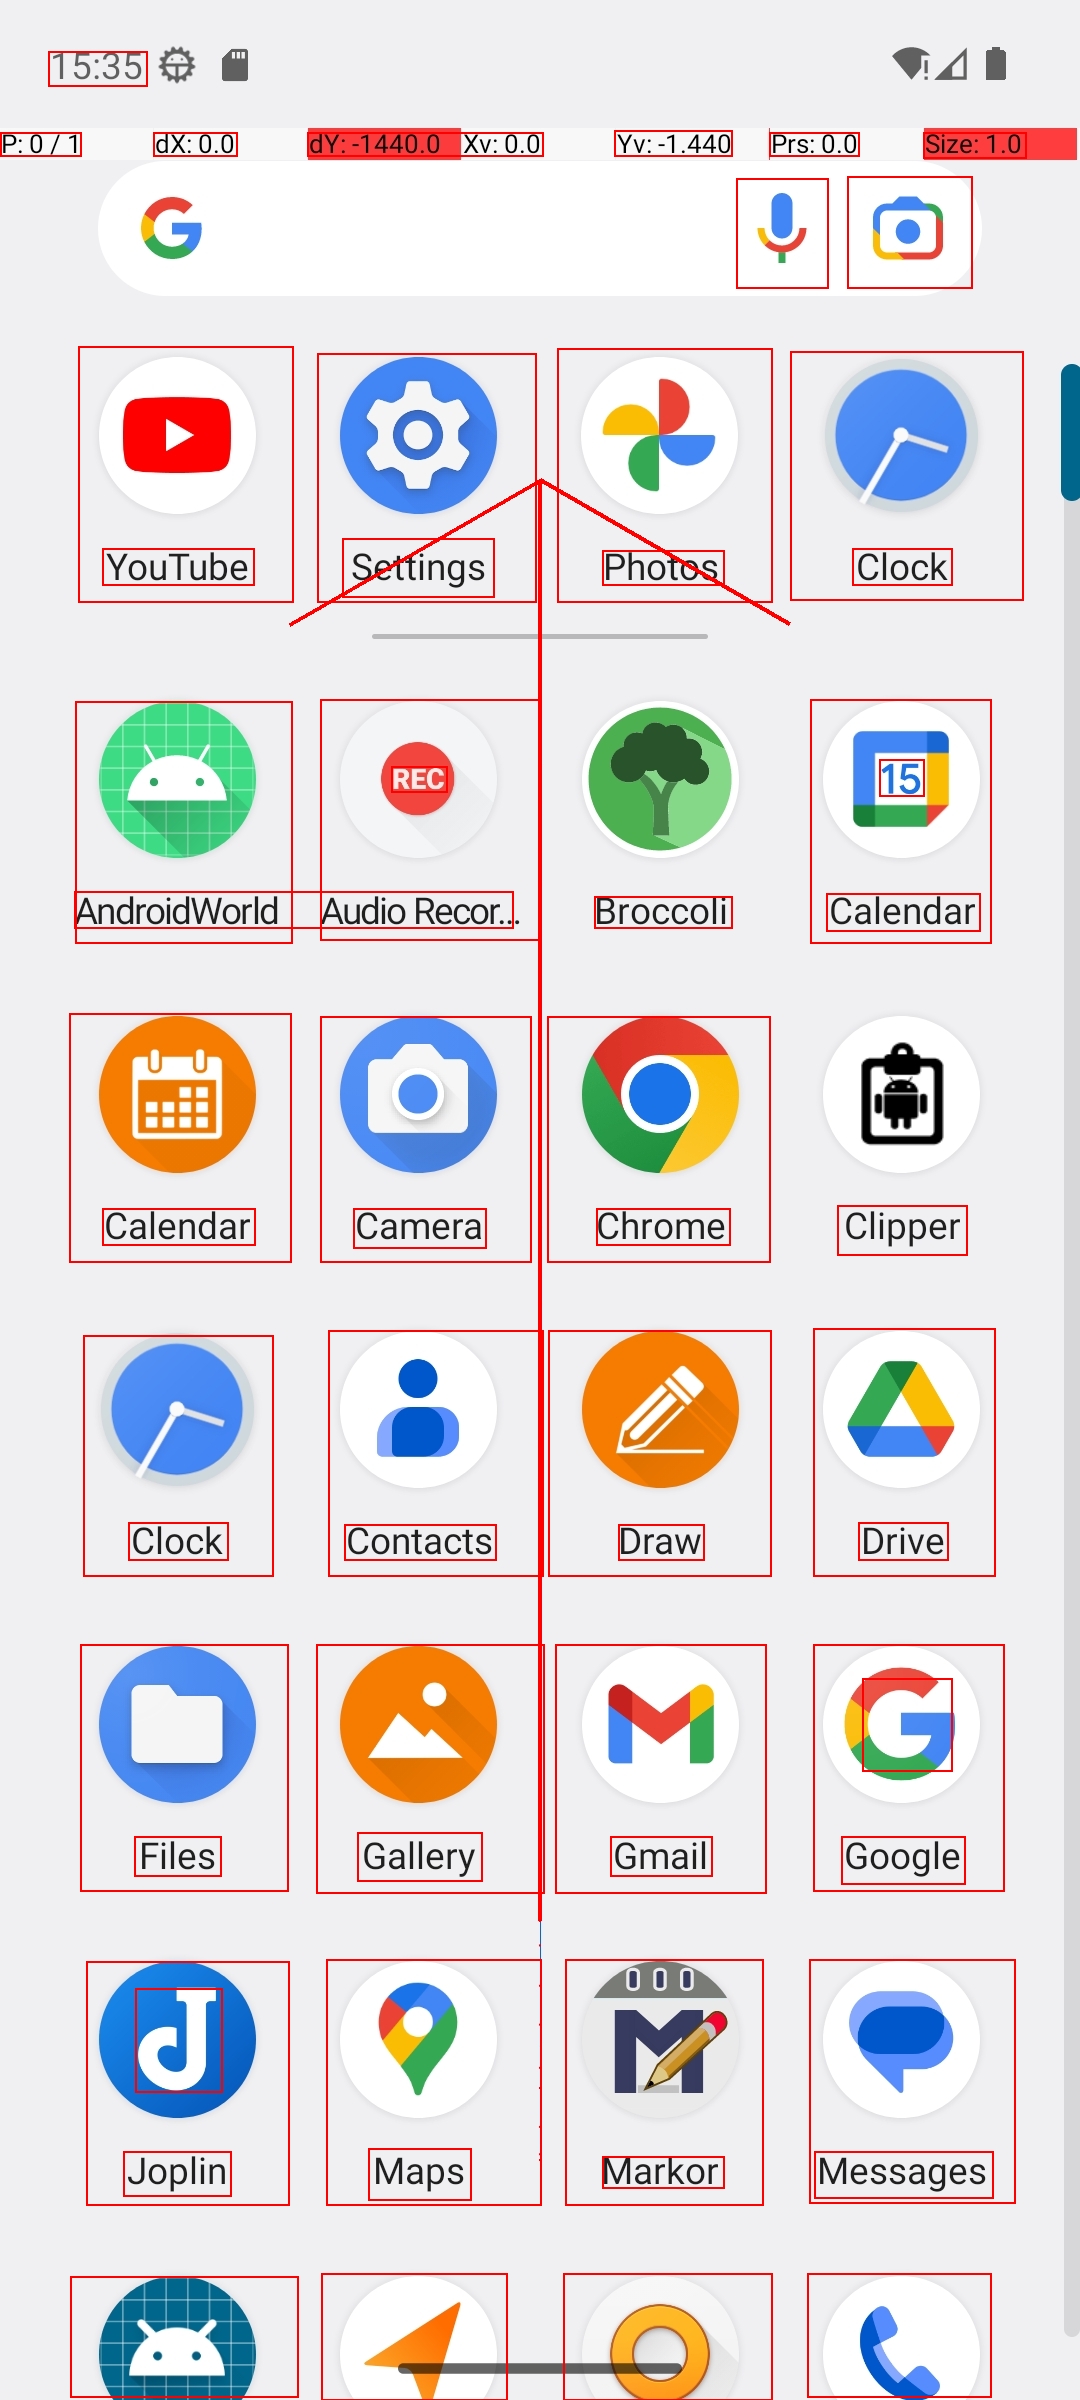 15:35
P: 0 / 1 dX: 0.0 dY: -1440.0 Xv: 0.0 Yv: -1.440 Prs: 0.0 Size: 1.0
YouTube Settings Photos Clock
REC 15
AndroidWorld Audio Recor... Broccoli Calendar
Calendar Camera Chrome Clipper
Clock Contacts Draw Drive
Files Gallery Gmail Google
Joplin Maps Markor Messages